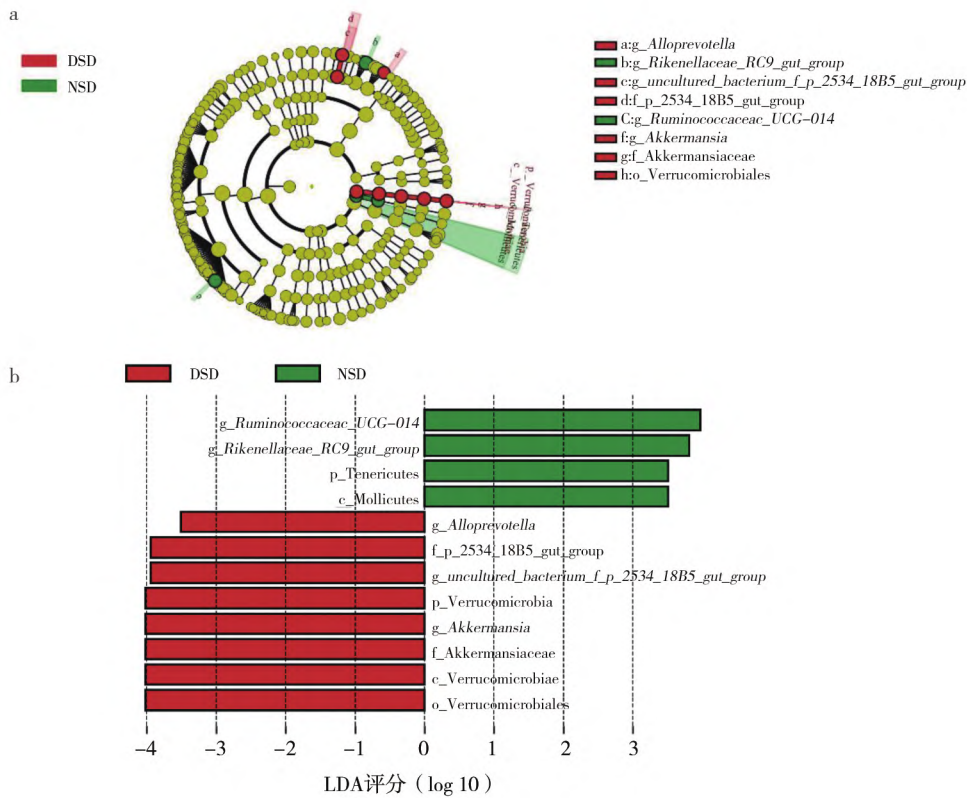 a
DSD
NSD
d
c
b
a
a:g_Alloprevotella
b:g_Rikenellaceae_RC9_gut_group
c:g_uncultured_bacterium_f_p_2534_18B5_gut_group
d:f_p_2534_18B5_gut_group
C:g_Ruminococcaceac_UCG-014
f:g_Akkermansia
g:f_Akkermansiaceae
h:o_Verrucomicrobiales
b
DSD
NSD
g_Ruminococcaceac_UCG-014
g_Rikenellaceae_RC9_gut_group
p_Tenericutes
c_Mollicutes
g_Alloprevotella
f_p_2534_18B5_gut_group
g_uncultured_bacterium_f_p_2534_18B5_gut_group
p_Verrucomicrobia
g_Akkermansia
f_Akkermansiaceae
c_Verrucomicrobiae
o_Verrucomicrobiales
-4 -3 -2 -1 0 1 2 3
LDA评分（log 10）